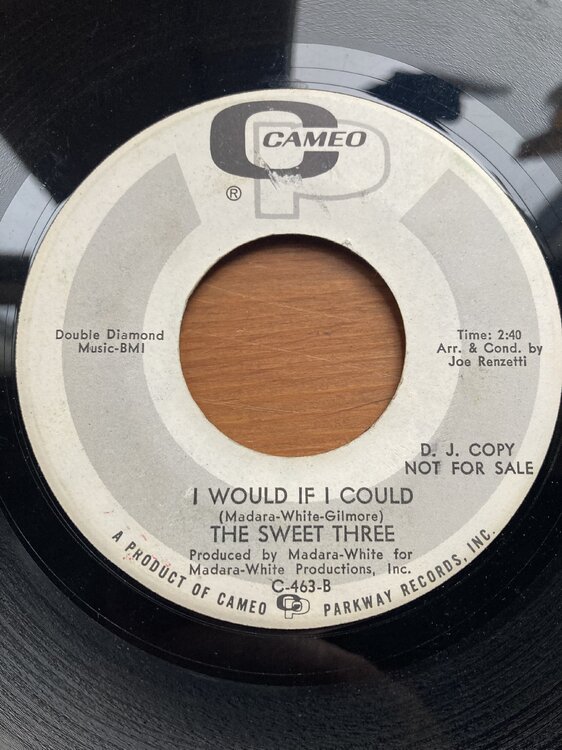 C CAMEO
P
®
Double Diamond
Music-BMI
Time: 2:40
Arr. & Cond. by
Joe Renzetti
D. J. COPY
NOT FOR SALE
I WOULD IF I COULD
(Madara-White-Gilmore)
THE SWEET THREE
Produced by Madara-White for
Madara-White Productions, Inc.
C-463-B
A PRODUCT OF CAMEO CP PARKWAY RECORDS, INC.